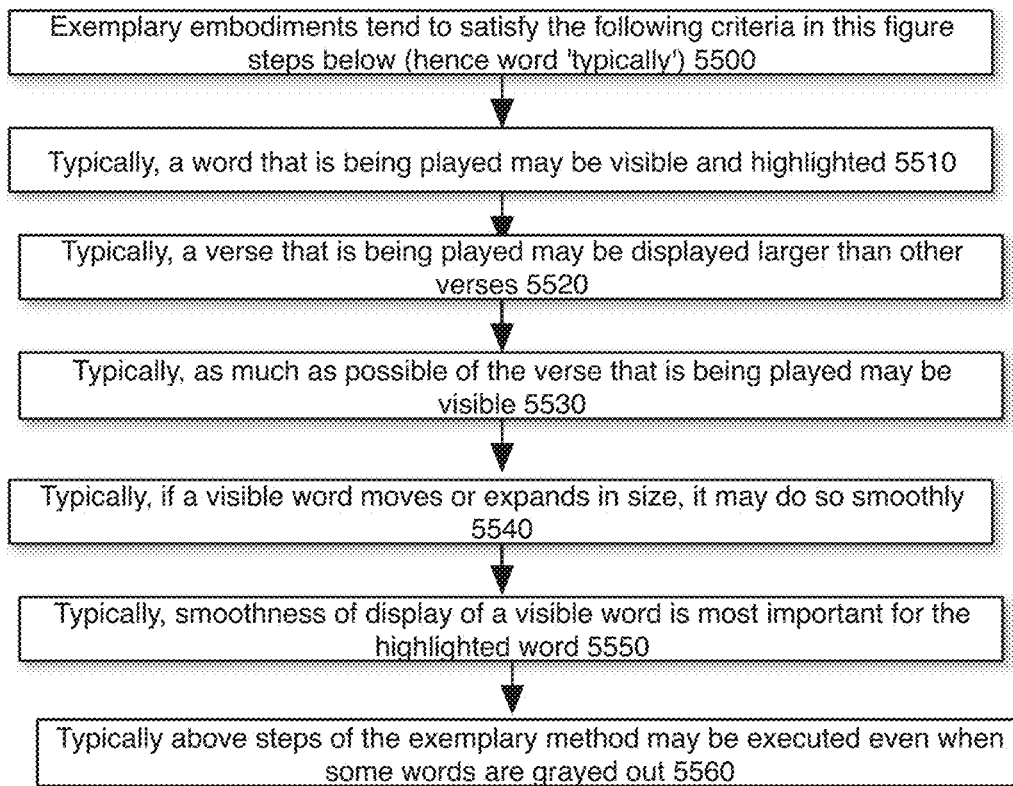 Exemplary embodiments tend to satisfy the following criteria in this figure
steps below (hence word 'typically') 5500
Typically, a word that is being played may be visible and highlighted 5510
Typically, a verse that is being played may be displayed larger than other
verses 5520
Typically, as much as possible of the verse that is being played may be
visible 5530
Typically, if a visible word moves or expands in size, it may do so smoothly
5540
Typically, smoothness of display of a visible word is most important for the
highlighted word 5550
Typically above steps of the exemplary method may be executed even when
some words are grayed out 5560